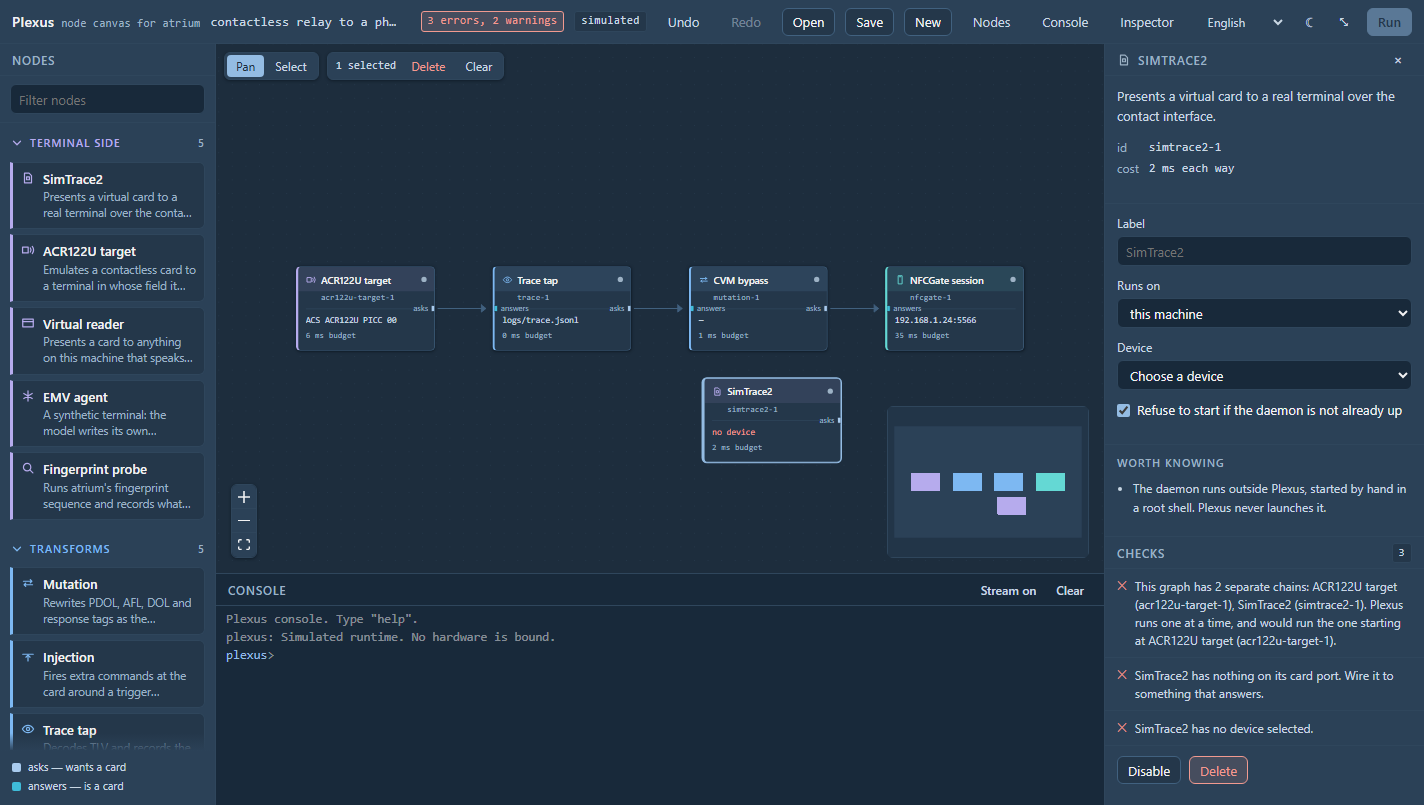 Plexus node canvas for atrium contactless relay to a ph… 3 errors, 2 warnings simulated Undo Redo Open Save New Nodes Console Inspector English Run
NODES
Filter nodes
TERMINAL SIDE 5
SimTrace2
Presents a virtual card to a
real terminal over the conta…
ACR122U target
Emulates a contactless card to
a terminal in whose field it…
Virtual reader
Presents a card to anything
on this machine that speaks…
EMV agent
A synthetic terminal: the
model writes its own…
Fingerprint probe
Runs atrium's fingerprint
sequence and records what…
TRANSFORMS 5
Mutation
Rewrites PDOL, AFL, DOL and
response tags as the…
Injection
Fires extra commands at the
card around a trigger…
Trace tap
Decodes TLV and records the
asks — wants a card
answers — is a card
Pan Select 1 selected Delete Clear
ACR122U target
acr122u-target-1
asks
ACS ACR122U PICC 00
6 ms budget
Trace tap
trace-1
answers asks
logs/trace.jsonl
0 ms budget
CVM bypass
mutation-1
answers asks
—
1 ms budget
NFCGate session
nfcgate-1
answers
192.168.1.24:5566
35 ms budget
SimTrace2
simtrace2-1
asks
no device
2 ms budget
CONSOLE Stream on Clear
Plexus console. Type "help".
plexus: Simulated runtime. No hardware is bound.
plexus>
SIMTRACE2
Presents a virtual card to a real terminal over the
contact interface.
id simtrace2-1
cost 2 ms each way
Label
SimTrace2
Runs on
this machine
Device
Choose a device
Refuse to start if the daemon is not already up
WORTH KNOWING
• The daemon runs outside Plexus, started by hand in
a root shell. Plexus never launches it.
CHECKS 3
This graph has 2 separate chains: ACR122U target
(acr122u-target-1), SimTrace2 (simtrace2-1). Plexus
runs one at a time, and would run the one starting
at ACR122U target (acr122u-target-1).
SimTrace2 has nothing on its card port. Wire it to
something that answers.
SimTrace2 has no device selected.
Disable Delete